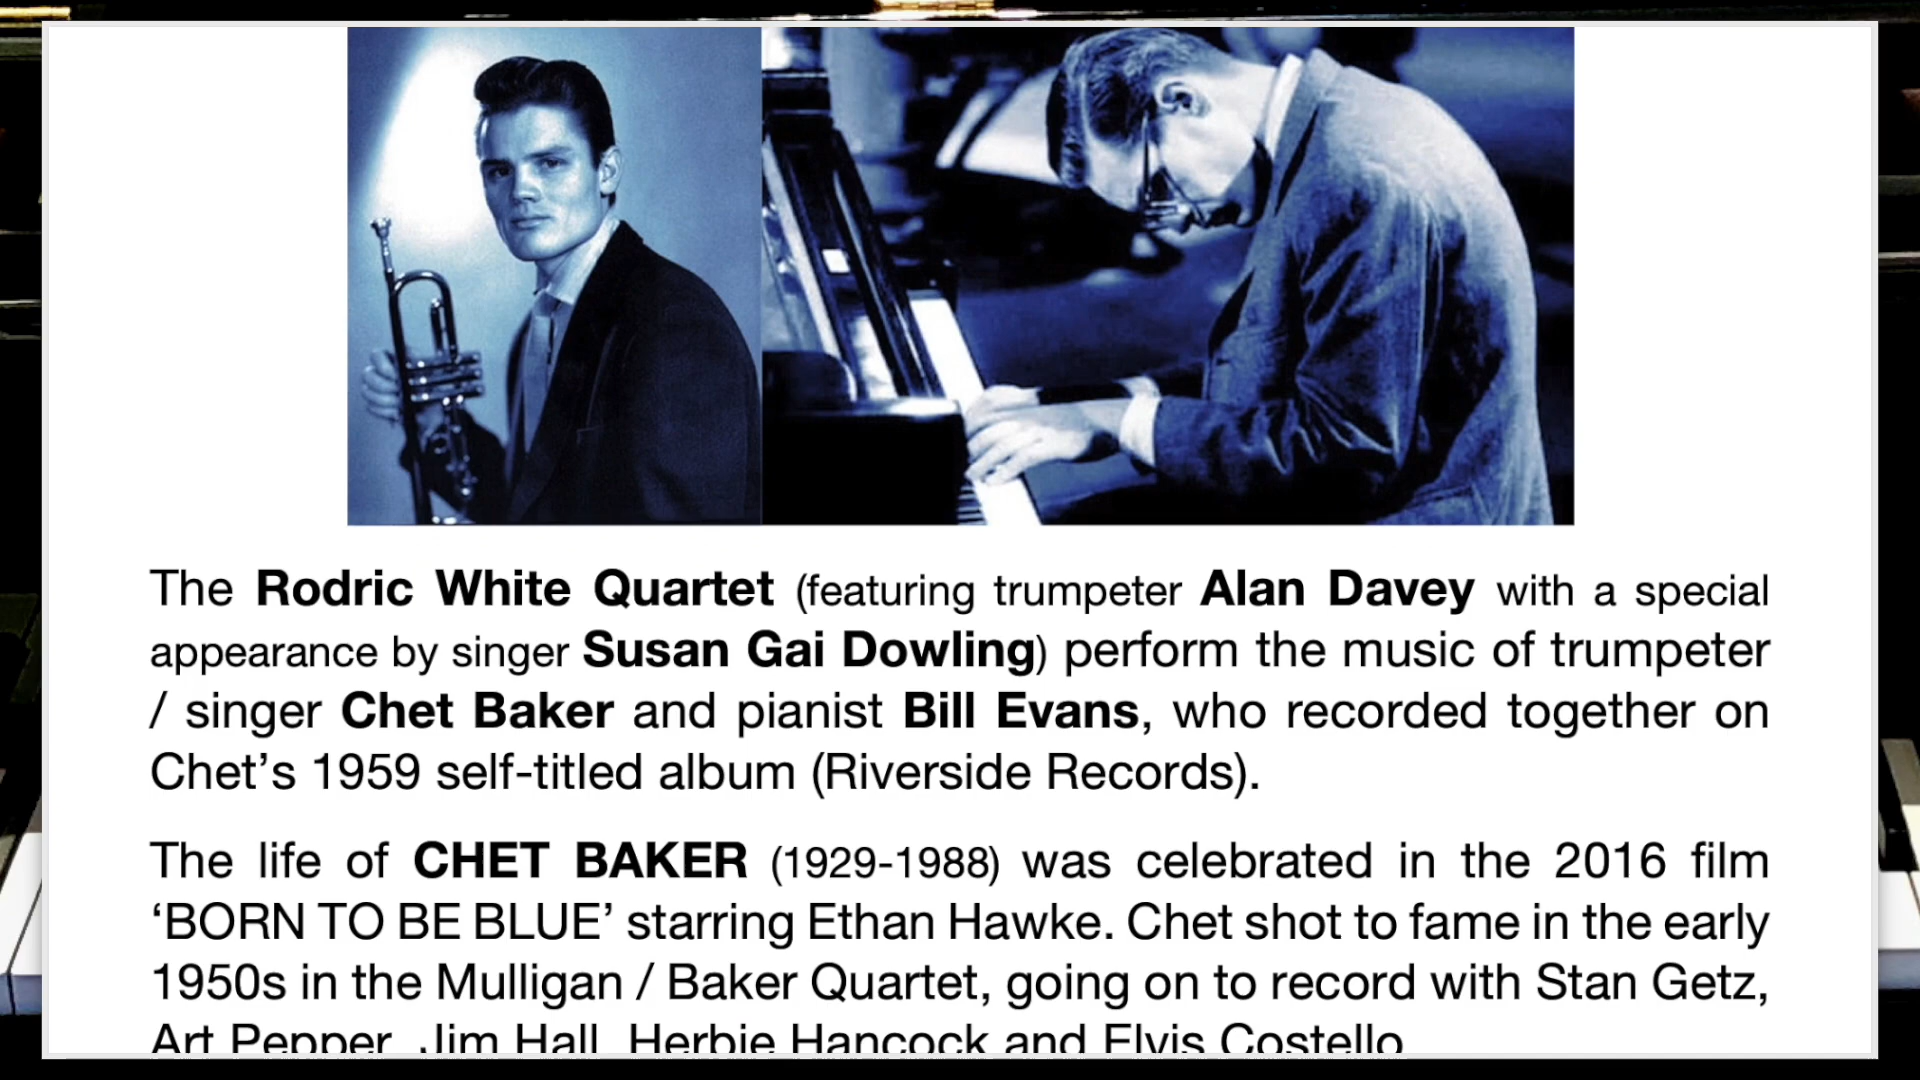 The Rodric White Quartet (featuring trumpeter Alan Davey with a special
appearance by singer Susan Gai Dowling) perform the music of trumpeter
/ singer Chet Baker and pianist Bill Evans, who recorded together on
Chet’s 1959 self-titled album (Riverside Records).
The life of CHET BAKER (1929-1988) was celebrated in the 2016 film
‘BORN TO BE BLUE’ starring Ethan Hawke. Chet shot to fame in the early
1950s in the Mulligan / Baker Quartet, going on to record with Stan Getz,
Art Pepper, Jim Hall, Herbie Hancock and Elvis Costello